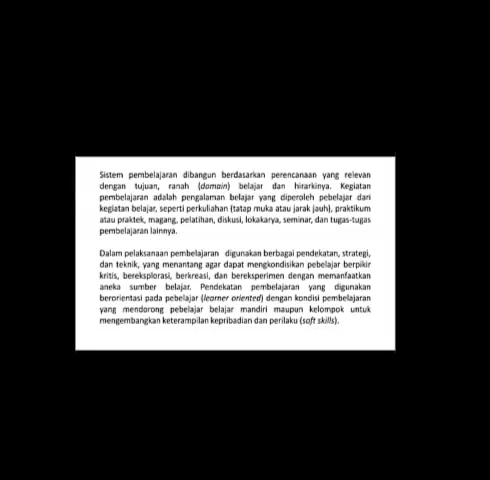 Sistem pembelajaran dibangun berdasarkan perencanaan yang relevan
dengan tujuan, ranah (domain) belajar dan hirarkinya. Kegiatan
pembelajaran adalah pengalaman belajar yang diperoleh pebelajar dari
kegiatan belajar, seperti perkuliahan (tatap muka atau jarak jauh), praktikum
atau praktek, magang, pelatihan, diskusi, lokakarya, seminar, dan tugas-tugas
pembelajaran lainnya.
Dalam pelaksanaan pembelajaran digunakan berbagai pendekatan, strategi,
dan teknik, yang menantang agar dapat mengkondisikan pebelajar berpikir
kritis, bereksplorasi, berkreasi, dan bereksperimen dengan memanfaatkan
aneka sumber belajar. Pendekatan pembelajaran yang digunakan
berorientasi pada pebelajar (learner oriented) dengan kondisi pembelajaran
yang mendorong pebelajar belajar mandiri maupun kelompok untuk
mengembangkan keterampilan kepribadian dan perilaku (soft skills).